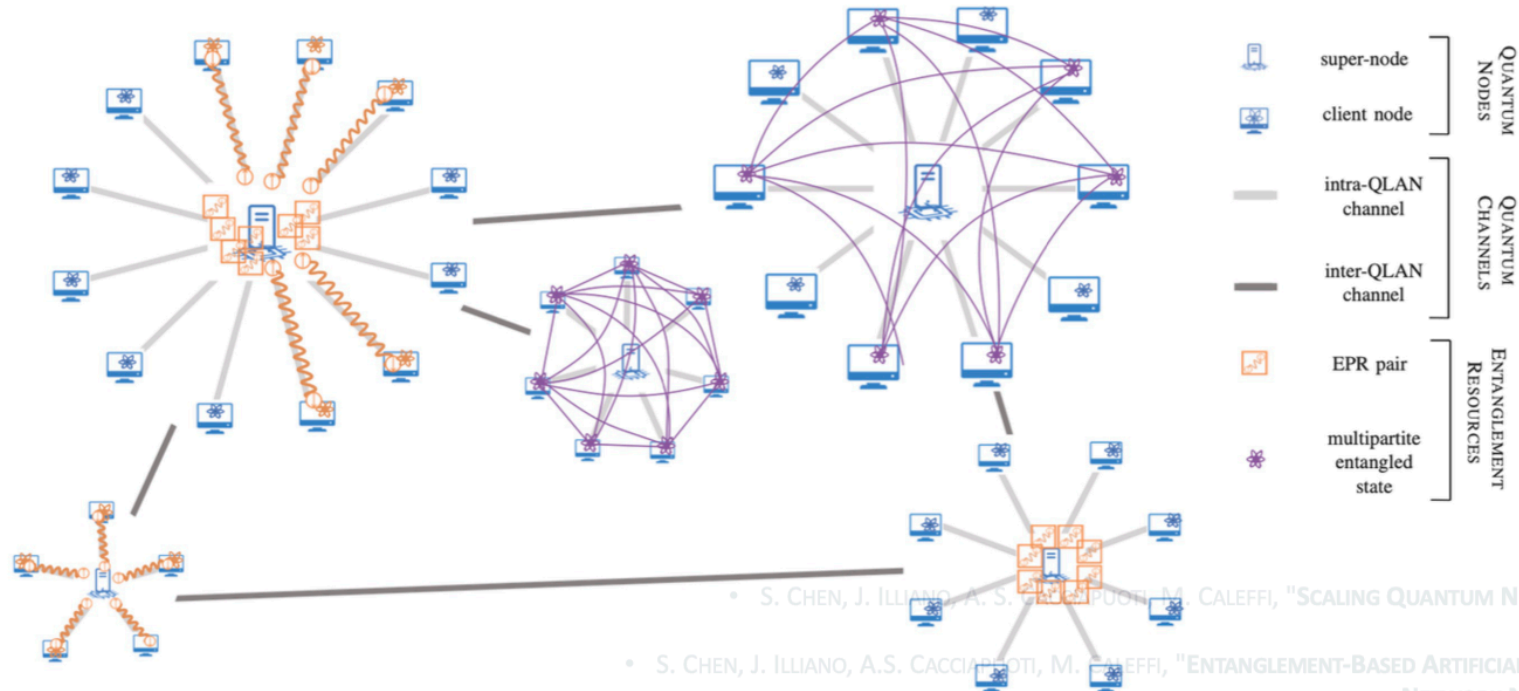 super-node
client node
QUANTUM
NODES
intra-QLAN
channel
inter-QLAN
channel
QUANTUM
CHANNELS
EPR pair
multipartite
entangled
state
ENTANGLEMENT
RESOURCES
• S. CHEN, J. ILLIANO, A. S. M. CALEFFI, "SCALING QUANTUM N
• S. CHEN, J. ILLIANO, A.S. CACCIAPUOTI, M. CALEFFI, "ENTANGLEMENT-BASED ARTIFICIA